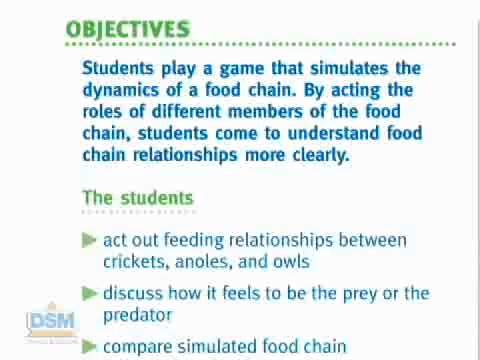 OBJECTIVES
Students play a game that simulates the
dynamics of a food chain. By acting the
roles of different members of the food
chain, students come to understand food
chain relationships more clearly.
The students
act out feeding relationships between
crickets, anoles, and owls
discuss how it feels to be the prey or the
predator
compare simulated food chain
DSM